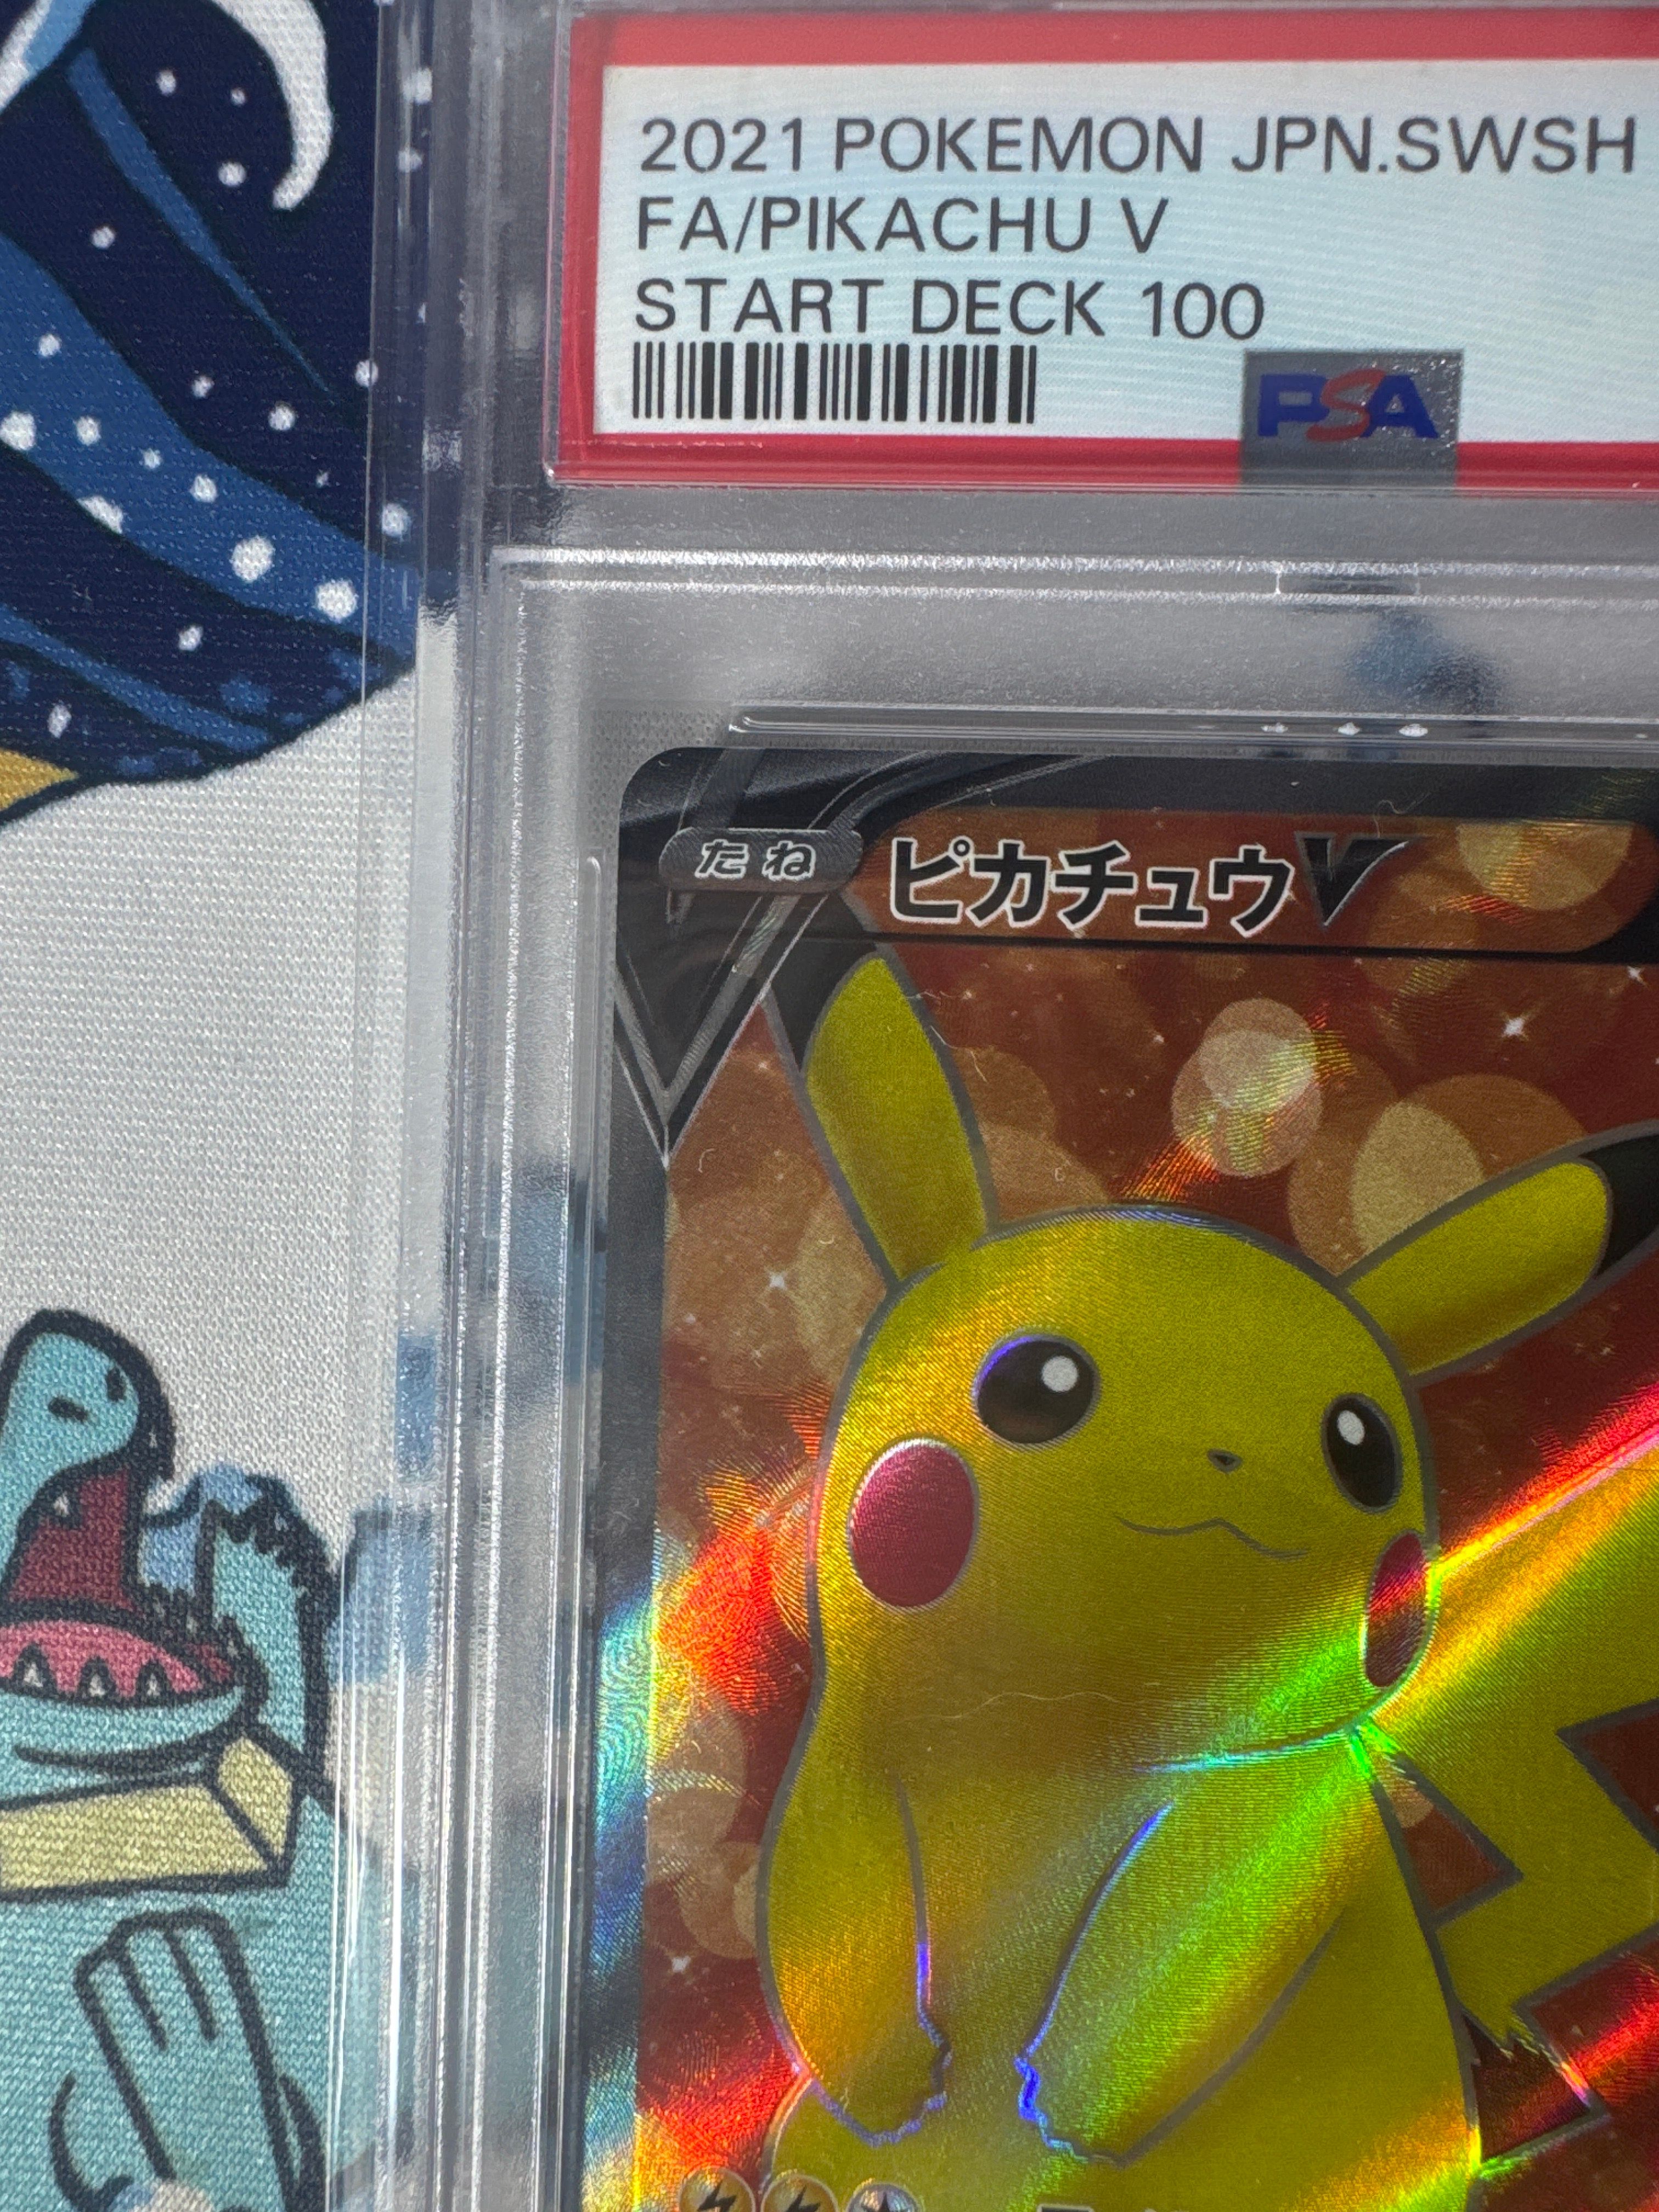 2021 POKEMON JPN.SWSH
FA/PIKACHU V
START DECK 100
PSA
たね ピカチュウV